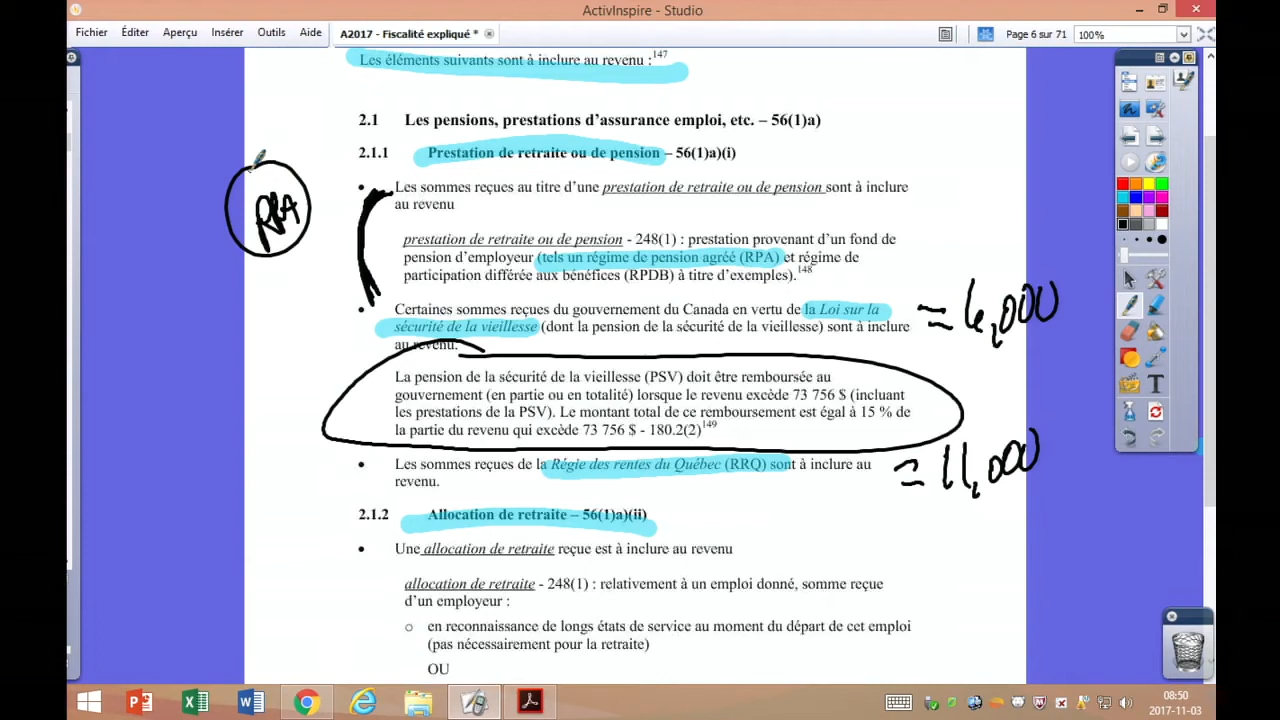 ActivInspire - Studio
Fichier Éditer Aperçu Insérer Outils Aide A2017 - Fiscalité expliqué * Page 6 sur 71 100%
Les éléments suivants sont à inclure au revenu :147
2.1 Les pensions, prestations d’assurance emploi, etc. – 56(1)a)
2.1.1 Prestation de retraite ou de pension – 56(1)a)(i)
• Les sommes reçues au titre d’une prestation de retraite ou de pension sont à inclure
au revenu
RPA
prestation de retraite ou de pension - 248(1) : prestation provenant d’un fond de
pension d’employeur (tels un régime de pension agréé (RPA) et régime de
participation différée aux bénéfices (RPDB) à titre d’exemples).148
• Certaines sommes reçues du gouvernement du Canada en vertu de la Loi sur la
sécurité de la vieillesse (dont la pension de la sécurité de la vieillesse) sont à inclure
au revenu.
≈ 6,000
La pension de la sécurité de la vieillesse (PSV) doit être remboursée au
gouvernement (en partie ou en totalité) lorsque le revenu excède 73 756 $ (incluant
les prestations de la PSV). Le montant total de ce remboursement est égal à 15 % de
la partie du revenu qui excède 73 756 $ - 180.2(2)149
• Les sommes reçues de la Régie des rentes du Québec (RRQ) sont à inclure au
revenu.
≈ 11,000
2.1.2 Allocation de retraite – 56(1)a)(ii)
• Une allocation de retraite reçue est à inclure au revenu
allocation de retraite - 248(1) : relativement à un emploi donné, somme reçue
d’un employeur :
o en reconnaissance de longs états de service au moment du départ de cet emploi
(pas nécessairement pour la retraite)
OU
08:50
2017-11-03